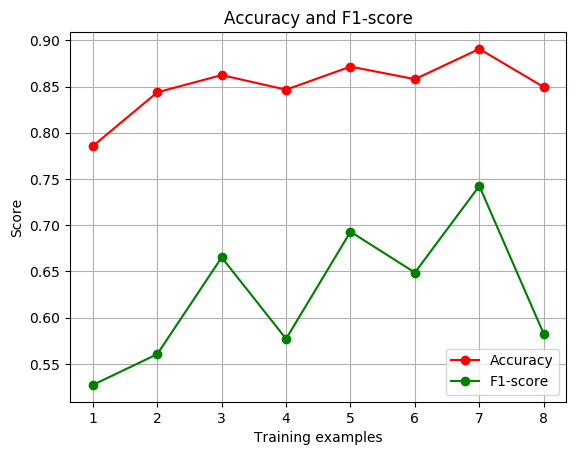 Accuracy and F1-score
0.90
0.85
0.80
0.75
0.70
0.65
0.60
0.55
Score
1 2 3 4 5 6 7 8
Training examples
Accuracy
F1-score